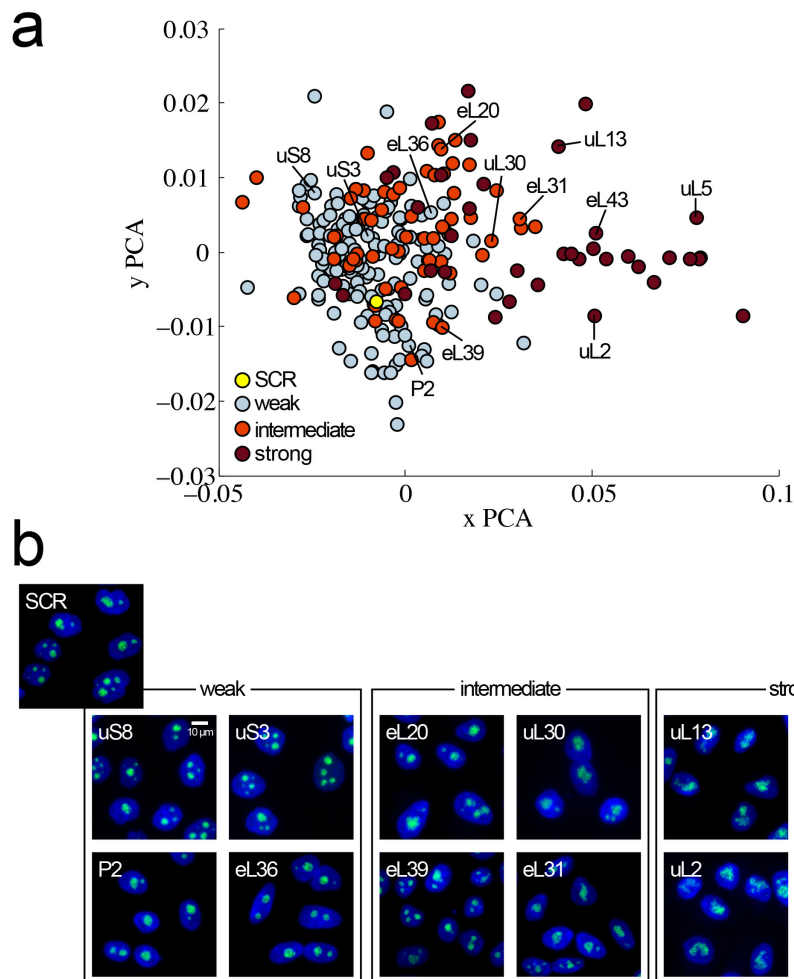 a
0.03
0.02
0.01
0
−0.01
−0.02
−0.03
y PCA
eL20
uL13
eL36
uS8
uS3
uL30
eL31
eL43
uL5
eL39
uL2
P2
SCR
weak
intermediate
strong
−0.05
0
0.05
0.1
x PCA
b
SCR
weak
intermediate
stro
uS8
10 µm
uS3
eL20
uL30
uL13
P2
eL36
eL39
eL31
uL2